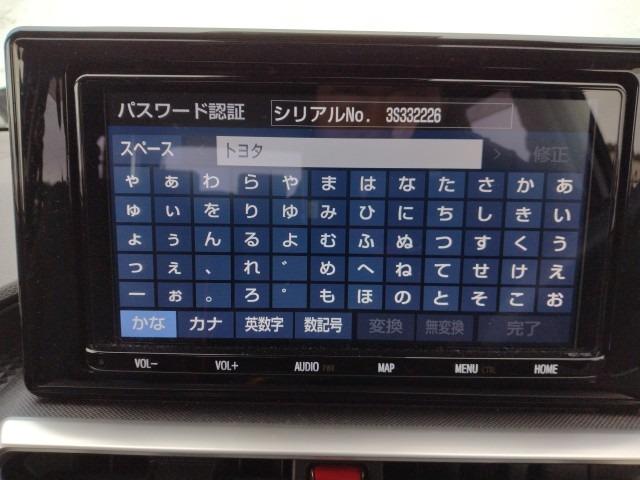 パスワード認証 シリアルNo. 3S332226
スペース トヨタ 修正
ゃ ぁ わ ら や ま は な た さ か あ
ゅ ぃ を り ゆ み ひ に ち し き い
ょ ぅ ん る よ む ふ ぬ つ す く う
っ ぇ 、 れ ゛ め へ ね て せ け え
ー ぉ 。 ろ ゜ も ほ の と そ こ お
かな カナ 英数字 数記号 変換 無変換 完了
VOL− VOL+ AUDIO PWR MAP MENU CTRL HOME